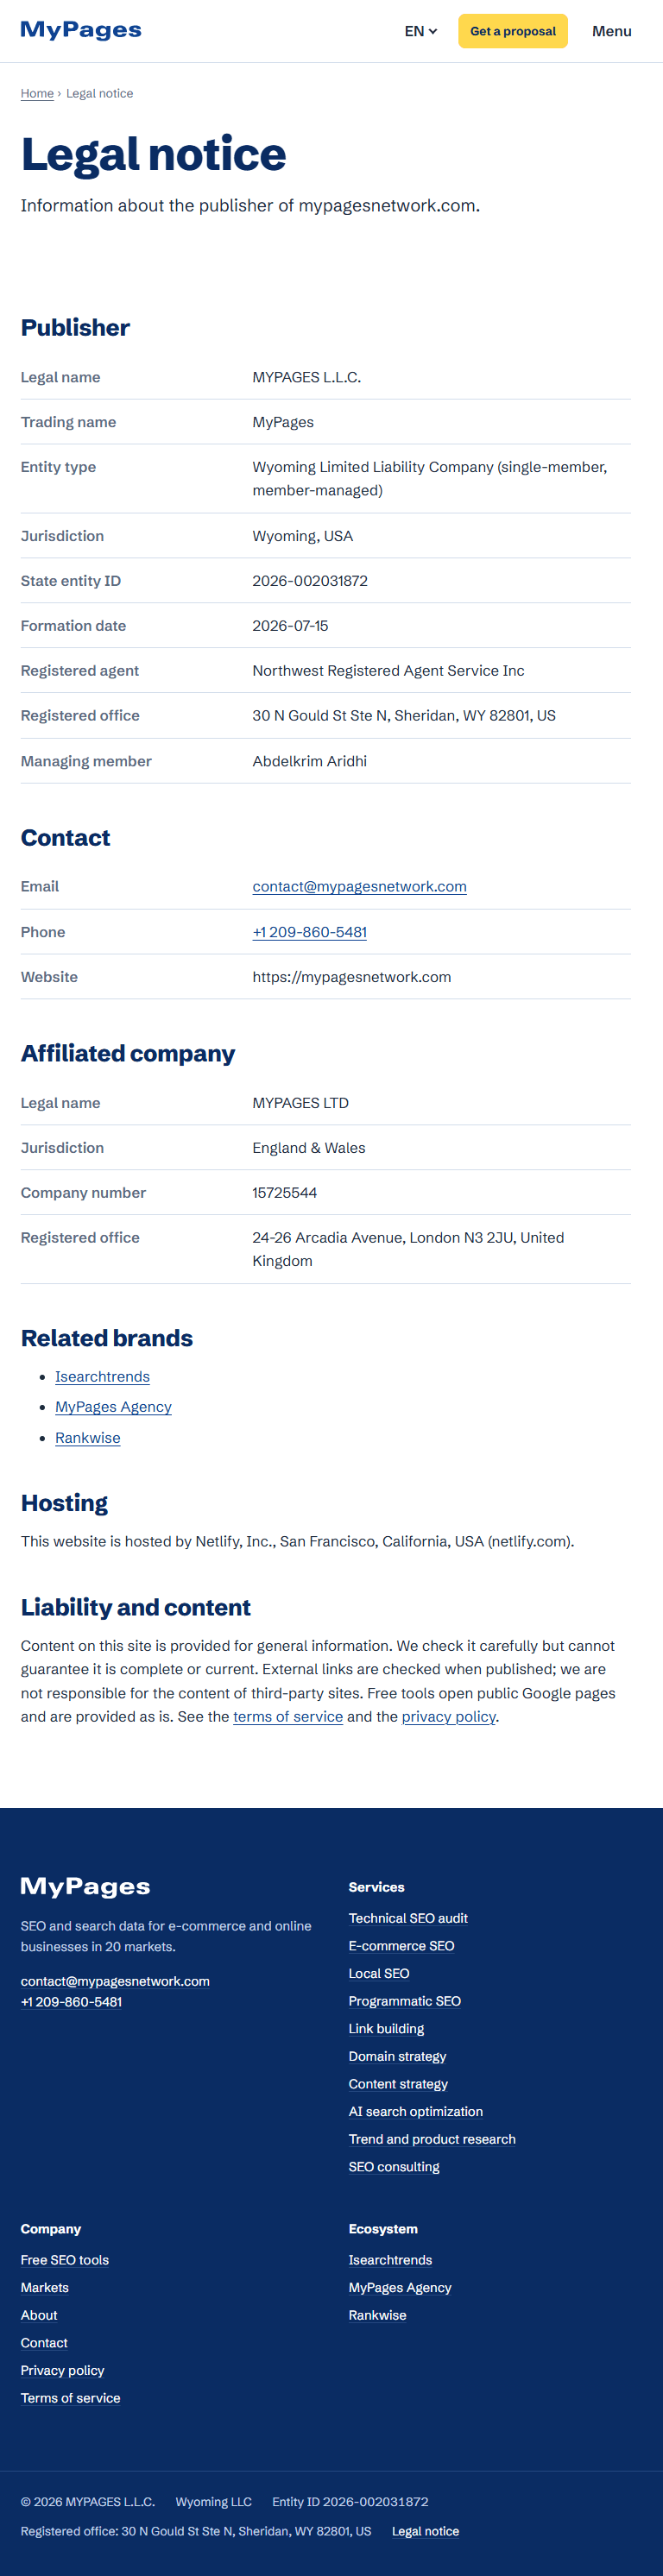 MyPages
EN
Get a proposal
Menu
Home › Legal notice
Legal notice
Information about the publisher of mypagesnetwork.com.
Publisher
Legal name MYPAGES L.L.C.
Trading name MyPages
Entity type Wyoming Limited Liability Company (single-member,
member-managed)
Jurisdiction Wyoming, USA
State entity ID 2026-002031872
Formation date 2026-07-15
Registered agent Northwest Registered Agent Service Inc
Registered office 30 N Gould St Ste N, Sheridan, WY 82801, US
Managing member Abdelkrim Aridhi
Contact
Email contact@mypagesnetwork.com
Phone +1 209-860-5481
Website https://mypagesnetwork.com
Affiliated company
Legal name MYPAGES LTD
Jurisdiction England & Wales
Company number 15725544
Registered office 24-26 Arcadia Avenue, London N3 2JU, United
Kingdom
Related brands
• Isearchtrends
• MyPages Agency
• Rankwise
Hosting
This website is hosted by Netlify, Inc., San Francisco, California, USA (netlify.com).
Liability and content
Content on this site is provided for general information. We check it carefully but cannot
guarantee it is complete or current. External links are checked when published; we are
not responsible for the content of third-party sites. Free tools open public Google pages
and are provided as is. See the terms of service and the privacy policy.
MyPages
SEO and search data for e-commerce and online
businesses in 20 markets.
contact@mypagesnetwork.com
+1 209-860-5481
Services
Technical SEO audit
E-commerce SEO
Local SEO
Programmatic SEO
Link building
Domain strategy
Content strategy
AI search optimization
Trend and product research
SEO consulting
Company
Free SEO tools
Markets
About
Contact
Privacy policy
Terms of service
Ecosystem
Isearchtrends
MyPages Agency
Rankwise
© 2026 MYPAGES L.L.C. Wyoming LLC Entity ID 2026-002031872
Registered office: 30 N Gould St Ste N, Sheridan, WY 82801, US Legal notice